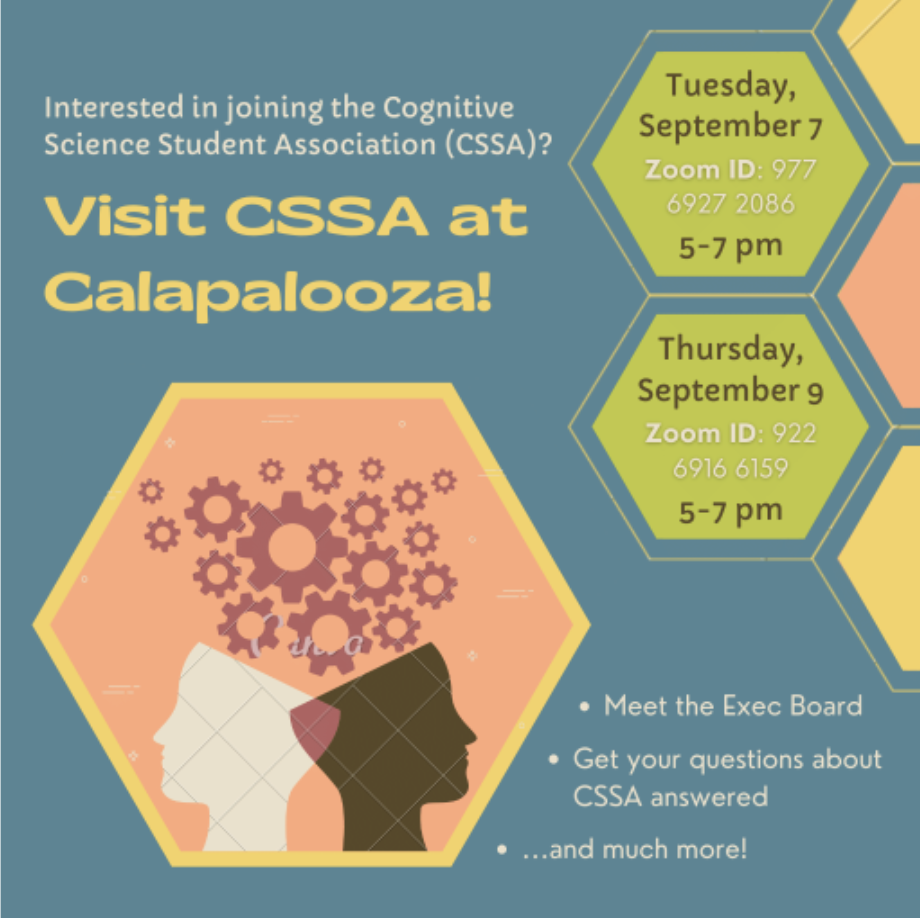 Interested in joining the Cognitive
Science Student Association (CSSA)?
Visit CSSA at
Calapalooza!
Tuesday,
September 7
Zoom ID: 977
6927 2086
5-7 pm
Thursday,
September 9
Zoom ID: 922
6916 6159
5-7 pm
Canva
• Meet the Exec Board
• Get your questions about
CSSA answered
• ...and much more!